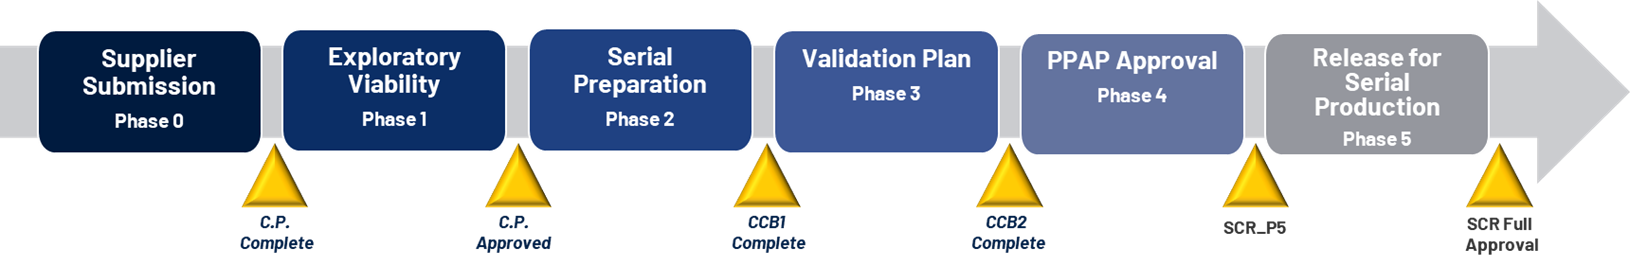 Supplier
Submission
Phase 0
Exploratory
Viability
Phase 1
Serial
Preparation
Phase 2
Validation Plan
Phase 3
PPAP Approval
Phase 4
Release for
Serial
Production
Phase 5
C.P.
Complete
C.P.
Approved
CCB1
Complete
CCB2
Complete
SCR_P5
SCR Full
Approval